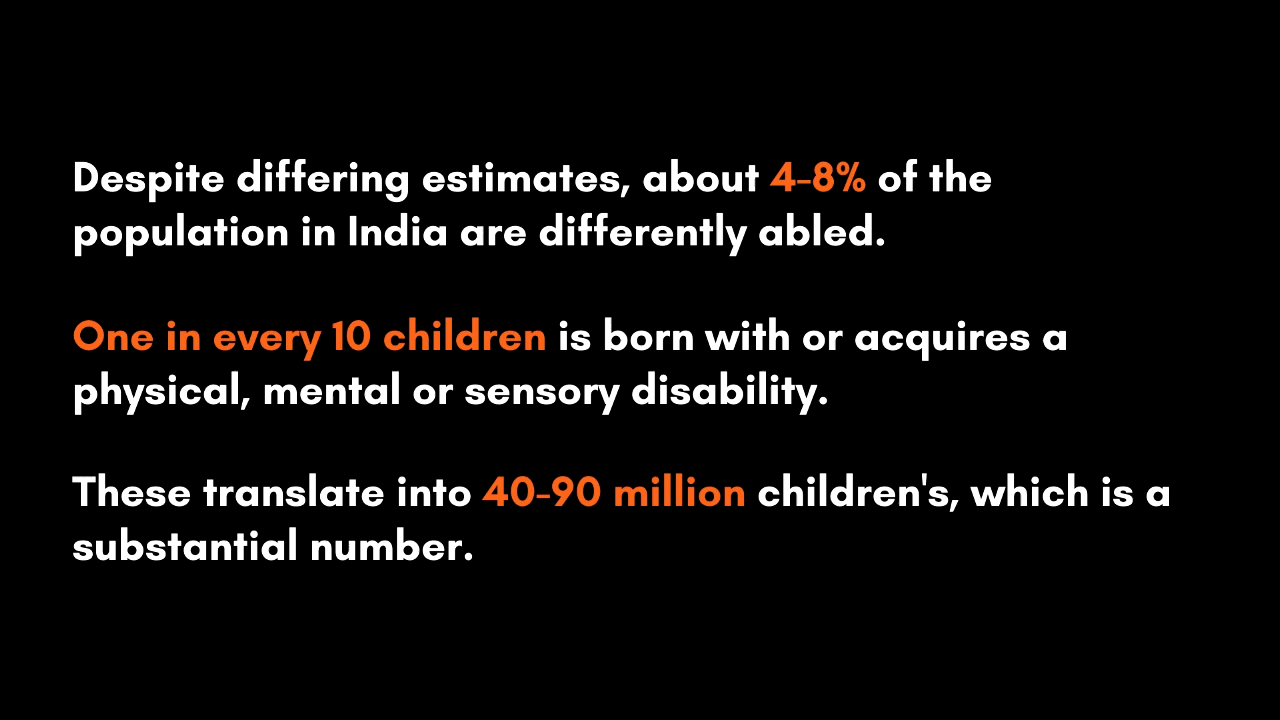 Despite differing estimates, about 4-8% of the
population in India are differently abled.
One in every 10 children is born with or acquires a
physical, mental or sensory disability.
These translate into 40-90 million children's, which is a
substantial number.